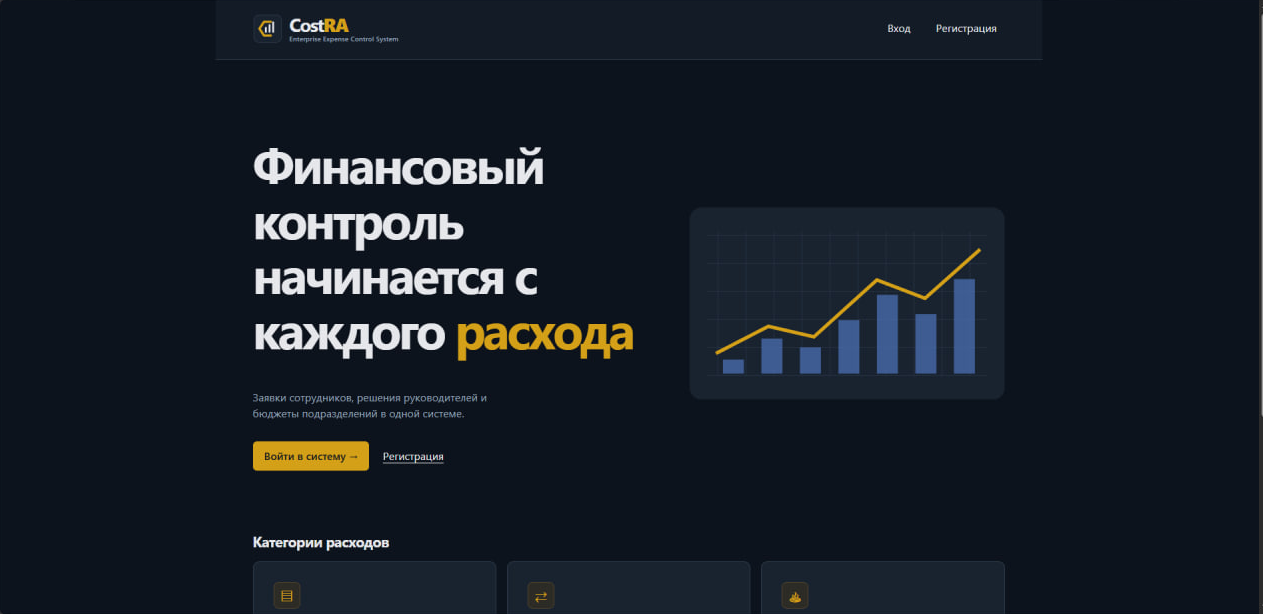 CostRA
Enterprise Expense Control System
Вход
Регистрация
Финансовый
контроль
начинается с
каждого расхода
Заявки сотрудников, решения руководителей и
бюджеты подразделений в одной системе.
Войти в систему →
Регистрация
Категории расходов